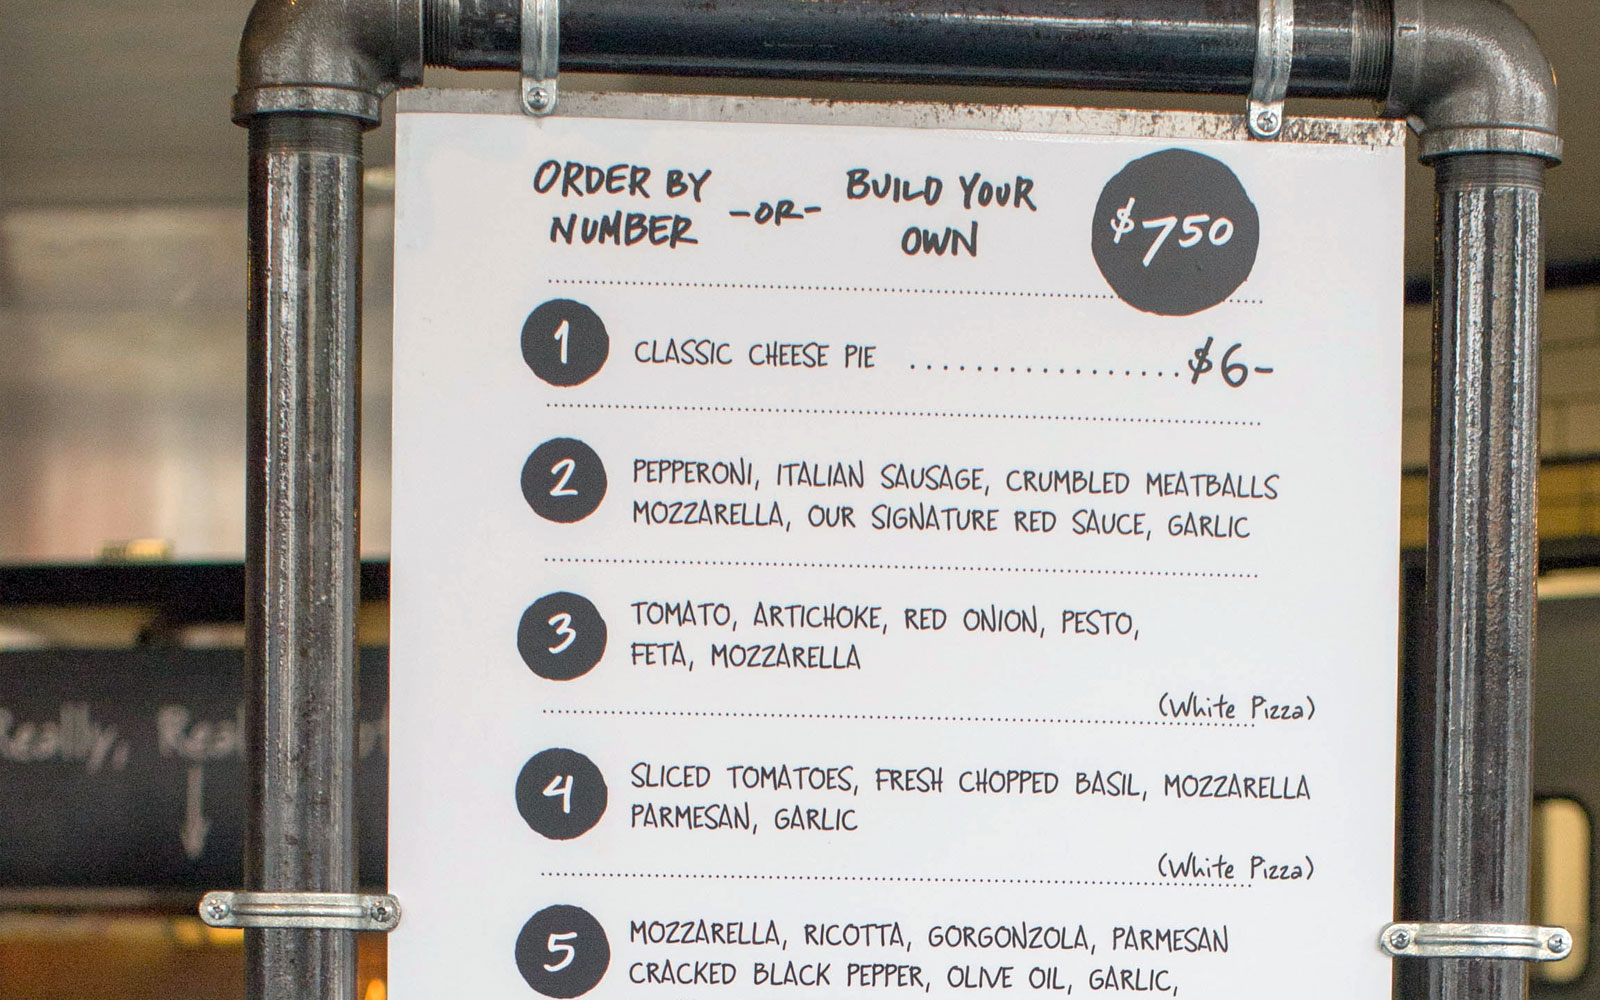 ORDER BY
NUMBER
-OR-
BUILD YOUR
OWN
$750
1 CLASSIC CHEESE PIE ..................$6-
2 PEPPERONI, ITALIAN SAUSAGE, CRUMBLED MEATBALLS
MOZZARELLA, OUR SIGNATURE RED SAUCE, GARLIC
3 TOMATO, ARTICHOKE, RED ONION, PESTO,
FETA, MOZZARELLA
(White Pizza)
4 SLICED TOMATOES, FRESH CHOPPED BASIL, MOZZARELLA
PARMESAN, GARLIC
(White Pizza)
5 MOZZARELLA, RICOTTA, GORGONZOLA, PARMESAN
CRACKED BLACK PEPPER, OLIVE OIL, GARLIC,
Really,